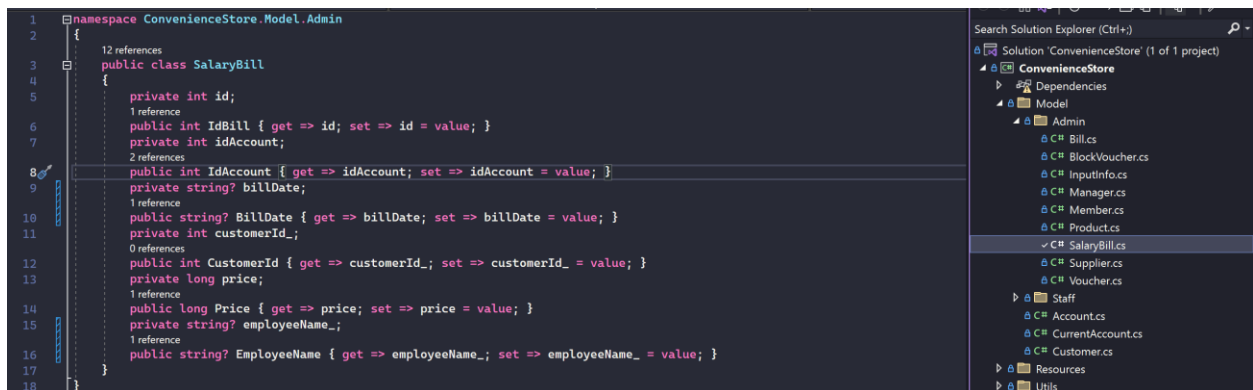 1 namespace ConvenienceStore.Model.Admin
2 {
12 references
3 public class SalaryBill
4 {
5 private int id;
1 reference
6 public int IdBill { get => id; set => id = value; }
7 private int idAccount;
2 references
8 public int IdAccount { get => idAccount; set => idAccount = value; }
9 private string? billDate;
1 reference
10 public string? BillDate { get => billDate; set => billDate = value; }
11 private int customerId_;
0 references
12 public int CustomerId { get => customerId_; set => customerId_ = value; }
13 private long price;
1 reference
14 public long Price { get => price; set => price = value; }
15 private string? employeeName_;
1 reference
16 public string? EmployeeName { get => employeeName_; set => employeeName_ = value; }
17 }
18 }
Search Solution Explorer (Ctrl+;)
Solution 'ConvenienceStore' (1 of 1 project)
C# ConvenienceStore
Dependencies
Model
Admin
C# Bill.cs
C# BlockVoucher.cs
C# InputInfo.cs
C# Manager.cs
C# Member.cs
C# Product.cs
C# SalaryBill.cs
C# Supplier.cs
C# Voucher.cs
Staff
C# Account.cs
C# CurrentAccount.cs
C# Customer.cs
Resources
Utils